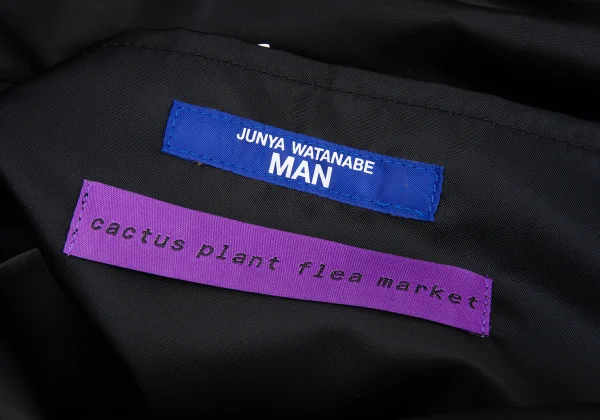 JUNYA WATANABE
MAN
cactus plant flea market